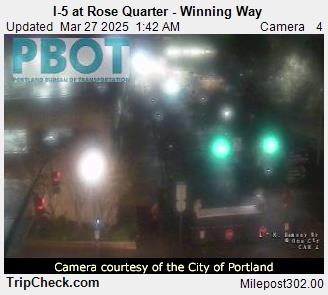 I-5 at Rose Quarter - Winning Way
Updated Mar 27 2025 1:42 AM Camera 4
PBOT
PORTLAND BUREAU OF TRANSPORTATION
Camera courtesy of the City of Portland
TripCheck.com Milepost302.00